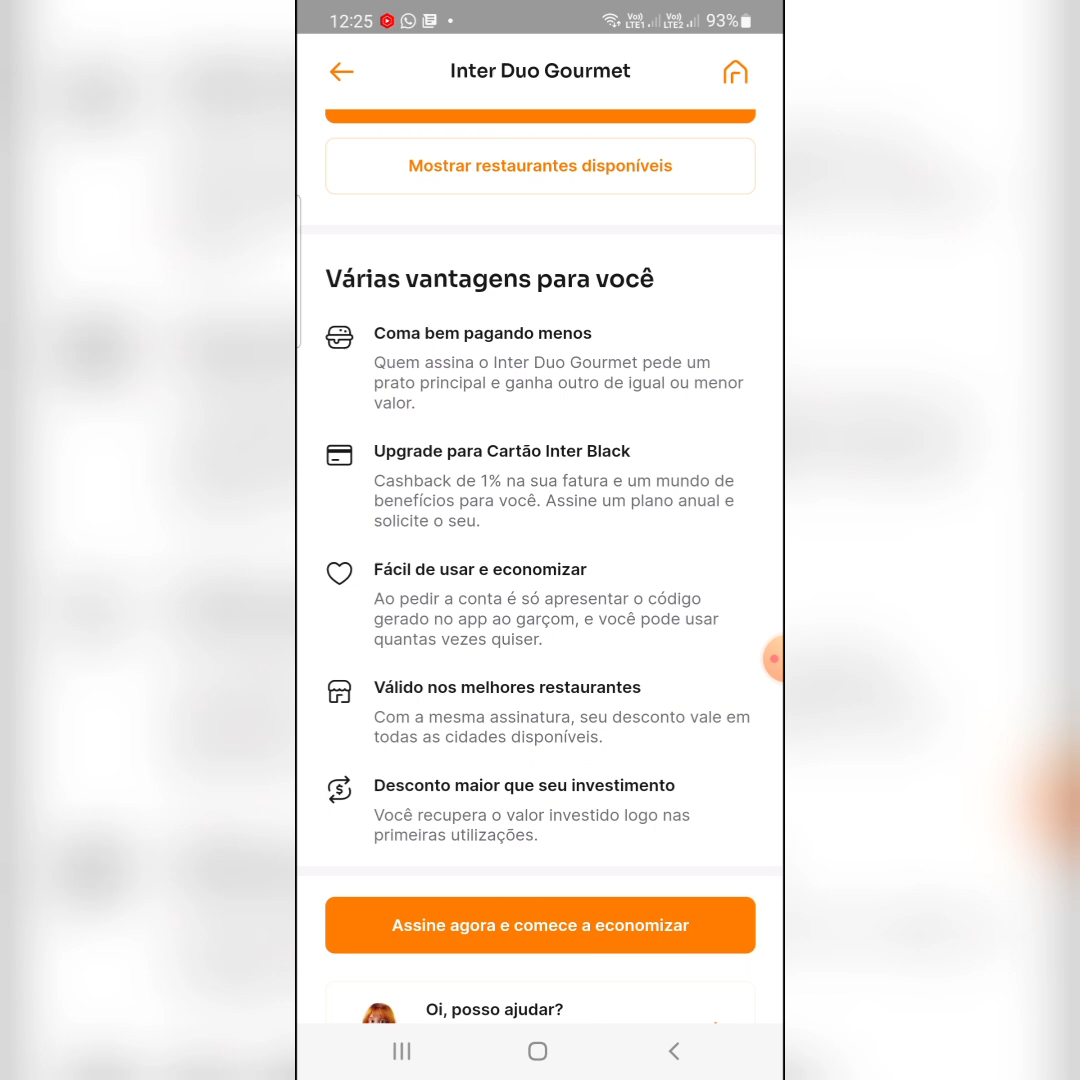 12:25
Vo) LTE1
Vo) LTE2
93%
Inter Duo Gourmet
Mostrar restaurantes disponíveis
Várias vantagens para você
Coma bem pagando menos
Quem assina o Inter Duo Gourmet pede um
prato principal e ganha outro de igual ou menor
valor.
Upgrade para Cartão Inter Black
Cashback de 1% na sua fatura e um mundo de
benefícios para você. Assine um plano anual e
solicite o seu.
Fácil de usar e economizar
Ao pedir a conta é só apresentar o código
gerado no app ao garçom, e você pode usar
quantas vezes quiser.
Válido nos melhores restaurantes
Com a mesma assinatura, seu desconto vale em
todas as cidades disponíveis.
Desconto maior que seu investimento
Você recupera o valor investido logo nas
primeiras utilizações.
Assine agora e comece a economizar
Oi, posso ajudar?